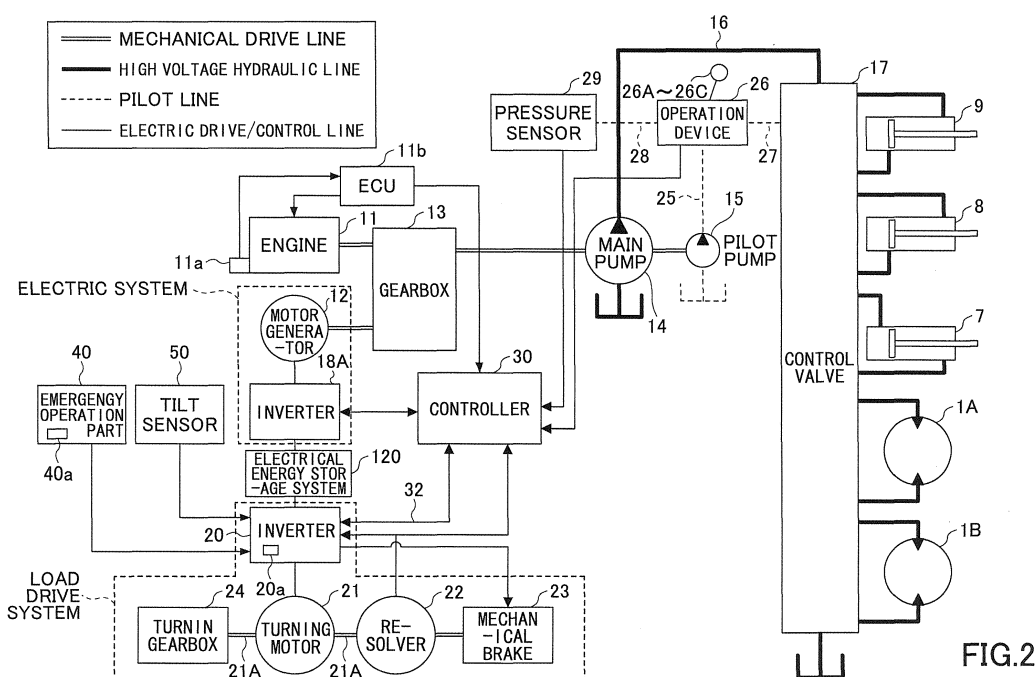 MECHANICAL DRIVE LINE
HIGH VOLTAGE HYDRAULIC LINE
PILOT LINE
ELECTRIC DRIVE/CONTROL LINE
16
17
29
PRESSURE
SENSOR
26A～26C
26
OPERATION
DEVICE
28
27
9
8
7
11b
ECU
11
ENGINE
11a
13
GEARBOX
25
15
MAIN
PUMP
PILOT
PUMP
14
ELECTRIC SYSTEM
12
MOTOR
GENERA
-TOR
18A
INVERTER
30
CONTROLLER
CONTROL
VALVE
40
EMERGENCY
OPERATION
PART
40a
50
TILT
SENSOR
ELECTRICAL
ENERGY STOR
-AGE SYSTEM
120
32
1A
1B
20
INVERTER
20a
LOAD
DRIVE
SYSTEM
24
TURNIN
GEARBOX
21A
21
TURNING
MOTOR
21A
22
RE-
SOLVER
23
MECHAN
-ICAL
BRAKE
FIG.2